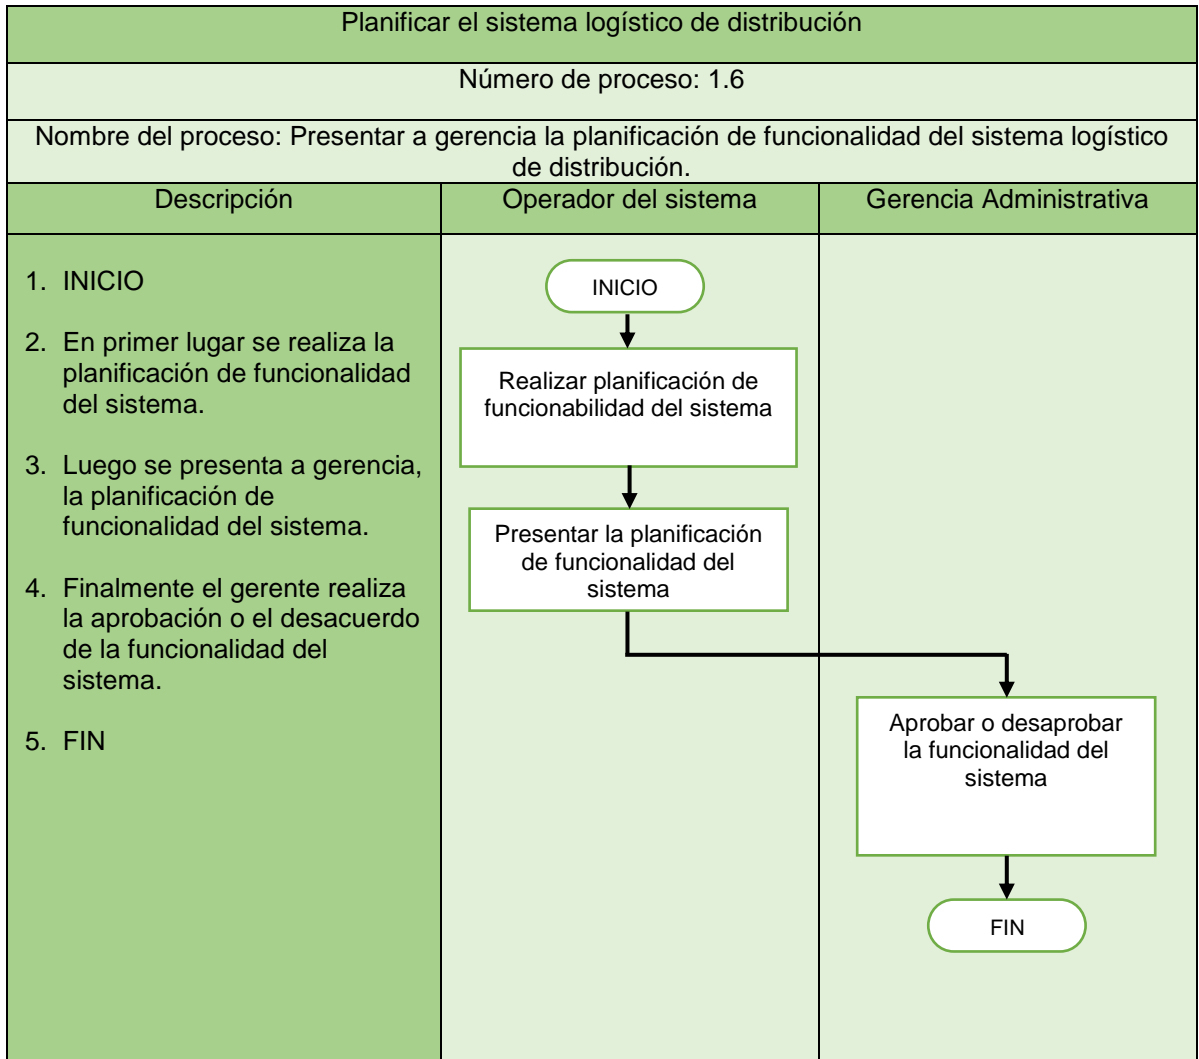 Planificar el sistema logístico de distribución
Número de proceso: 1.6
Nombre del proceso: Presentar a gerencia la planificación de funcionalidad del sistema logístico
de distribución.
Descripción
Operador del sistema
Gerencia Administrativa
1. INICIO
2. En primer lugar se realiza la
planificación de funcionalidad
del sistema.
3. Luego se presenta a gerencia,
la planificación de
funcionalidad del sistema.
4. Finalmente el gerente realiza
la aprobación o el desacuerdo
de la funcionalidad del
sistema.
5. FIN
INICIO
Realizar planificación de
funcionabilidad del sistema
Presentar la planificación
de funcionalidad del
sistema
Aprobar o desaprobar
la funcionalidad del
sistema
FIN